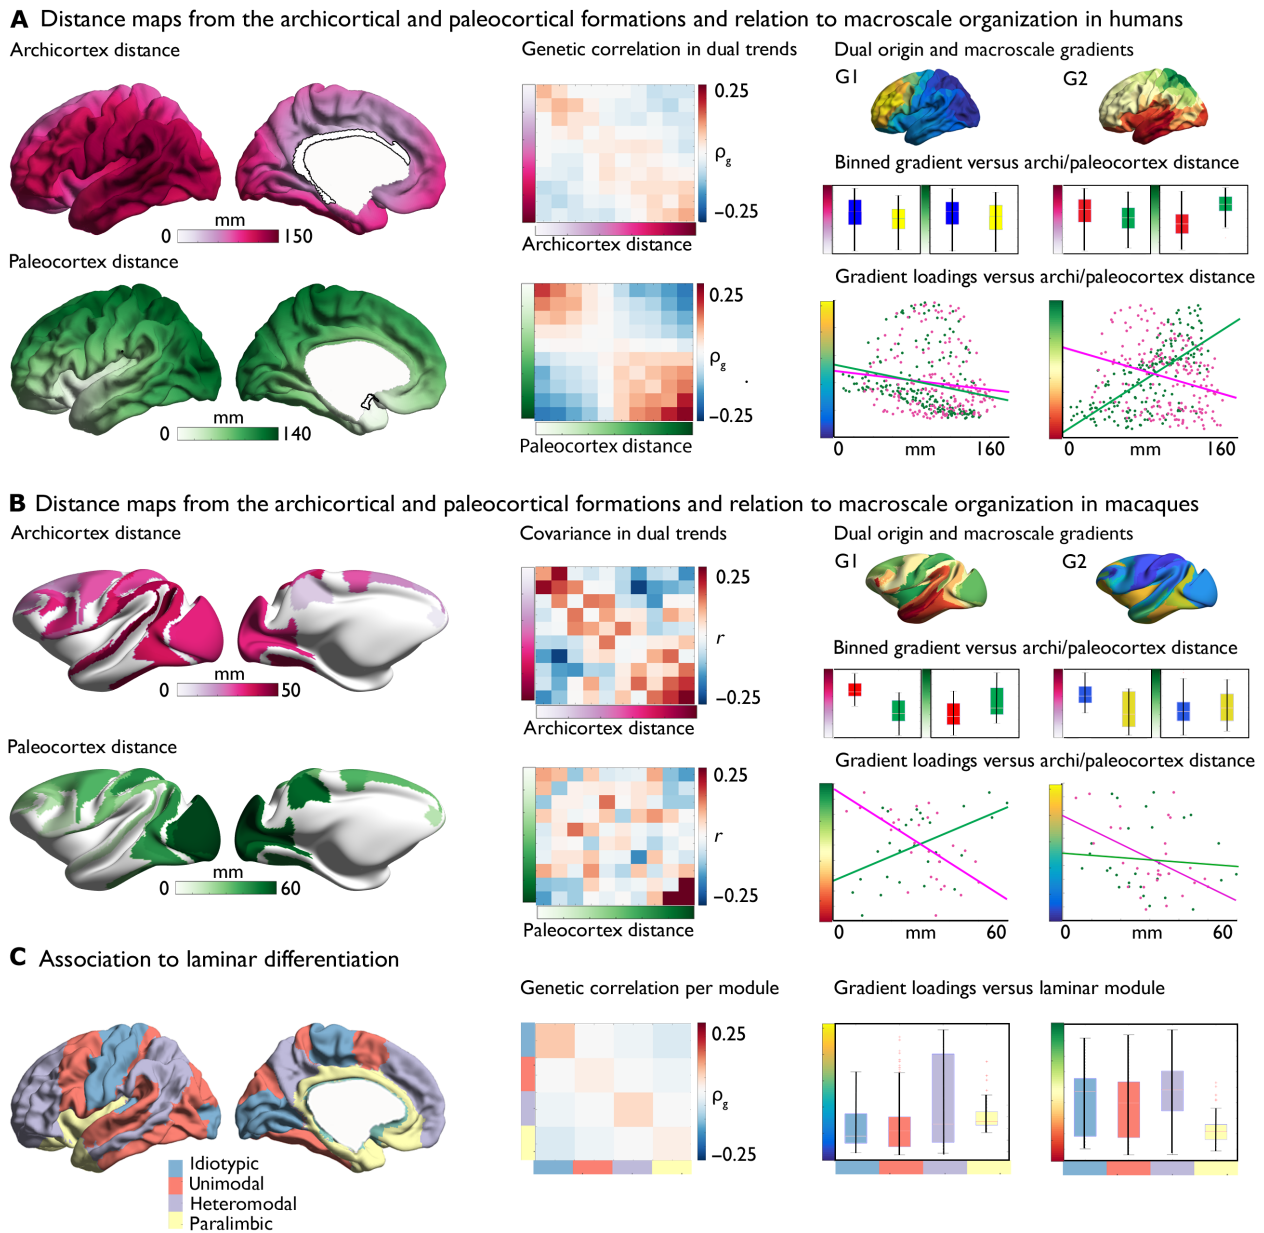 A Distance maps from the archicortical and paleocortical formations and relation to macroscale organization in humans
Archicortex distance
mm
0 150
Paleocortex distance
mm
0 140
Genetic correlation in dual trends
0.25
ρg
−0.25
Archicortex distance
0.25
ρg
−0.25
Paleocortex distance
Dual origin and macroscale gradients
G1 G2
Binned gradient versus archi/paleocortex distance
Gradient loadings versus archi/paleocortex distance
0 mm 160
0 mm 160
B Distance maps from the archicortical and paleocortical formations and relation to macroscale organization in macaques
Archicortex distance
mm
0 50
Paleocortex distance
mm
0 60
Covariance in dual trends
0.25
r
−0.25
Archicortex distance
0.25
r
−0.25
Paleocortex distance
Dual origin and macroscale gradients
G1 G2
Binned gradient versus archi/paleocortex distance
Gradient loadings versus archi/paleocortex distance
0 mm 60
0 mm 60
C Association to laminar differentiation
Idiotypic
Unimodal
Heteromodal
Paralimbic
Genetic correlation per module
0.25
ρg
−0.25
Gradient loadings versus laminar module